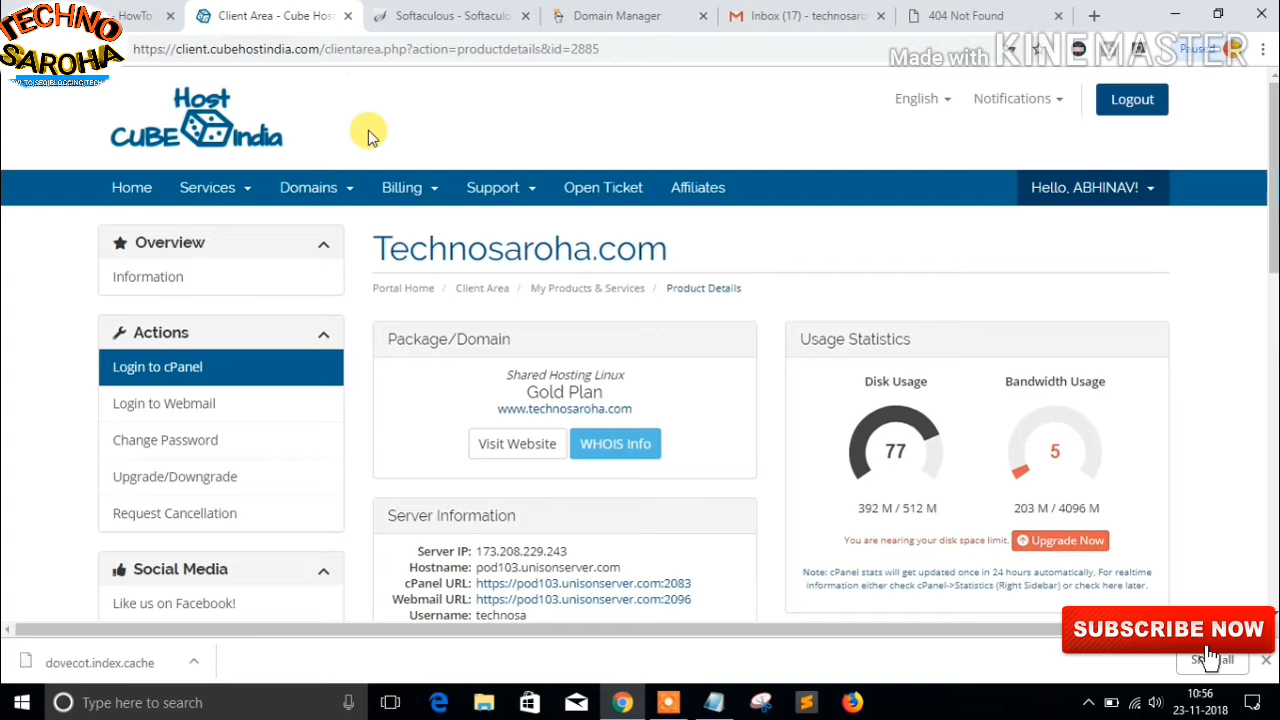 TECHNO
SAROHA
- HowTo
Client Area - Cube Host
Softaculous - Softaculo
Domain Manager
Inbox (17) - technosaro
404 Not Found
https://client.cubehostindia.com/clientarea.php?action=productdetails&id=2885
Paused
Made with KINEMASTER
Host
CUBE India
English
Notifications
Logout
Home
Services
Domains
Billing
Support
Open Ticket
Affiliates
Hello, ABHINAV!
Overview
Information
Actions
Login to cPanel
Login to Webmail
Change Password
Upgrade/Downgrade
Request Cancellation
Social Media
Like us on Facebook!
Technosaroha.com
Portal Home / Client Area / My Products & Services / Product Details
Package/Domain
Shared Hosting Linux
Gold Plan
www.technosaroha.com
Visit Website
WHOIS Info
Server Information
Server IP: 173.208.229.243
Hostname: pod103.unisonserver.com
cPanel URL: https://pod103.unisonserver.com:2083
Webmail URL: https://pod103.unisonserver.com:2096
Username: technosa
Usage Statistics
Disk Usage
Bandwidth Usage
77
5
392 M / 512 M
203 M / 4096 M
You are nearing your disk space limit.
Upgrade Now
Note: cPanel stats will get updated once in 24 hours automatically, For realtime
information either check cPanel->Statistics (Right Sidebar) or check here later.
SUBSCRIBE NOW
dovecot.index.cache
Type here to search
10:56
23-11-2018